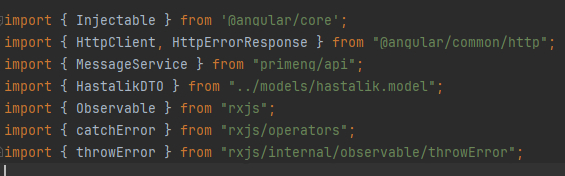 import { Injectable } from '@angular/core';
import { HttpClient, HttpErrorResponse } from "@angular/common/http";
import { MessageService } from "primeng/api";
import { HastalikDTO } from "../models/hastalik.model";
import { Observable } from "rxjs";
import { catchError } from "rxjs/operators";
import { throwError } from "rxjs/internal/observable/throwError";